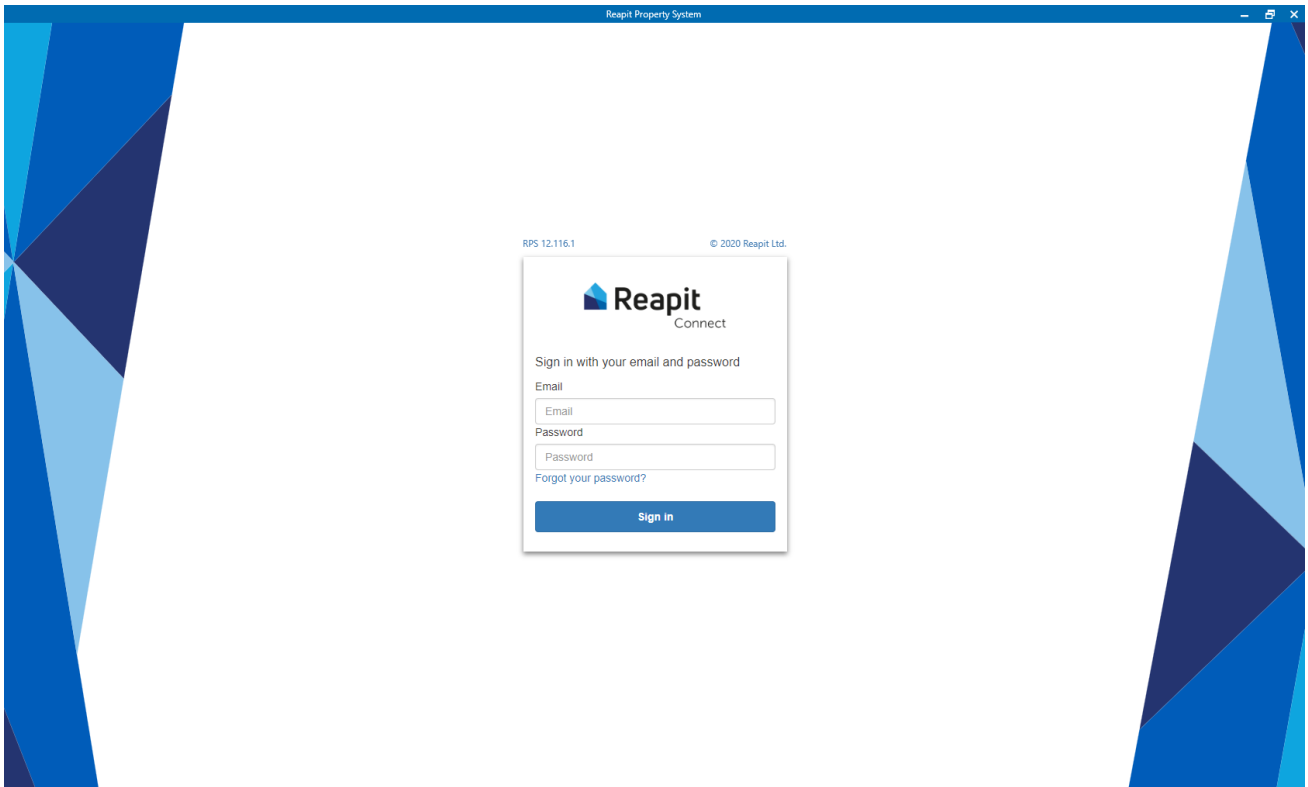 Reapit Property System
RPS 12.116.1 © 2020 Reapit Ltd.
Reapit
Connect
Sign in with your email and password
Email
Email
Password
Password
Forgot your password?
Sign in